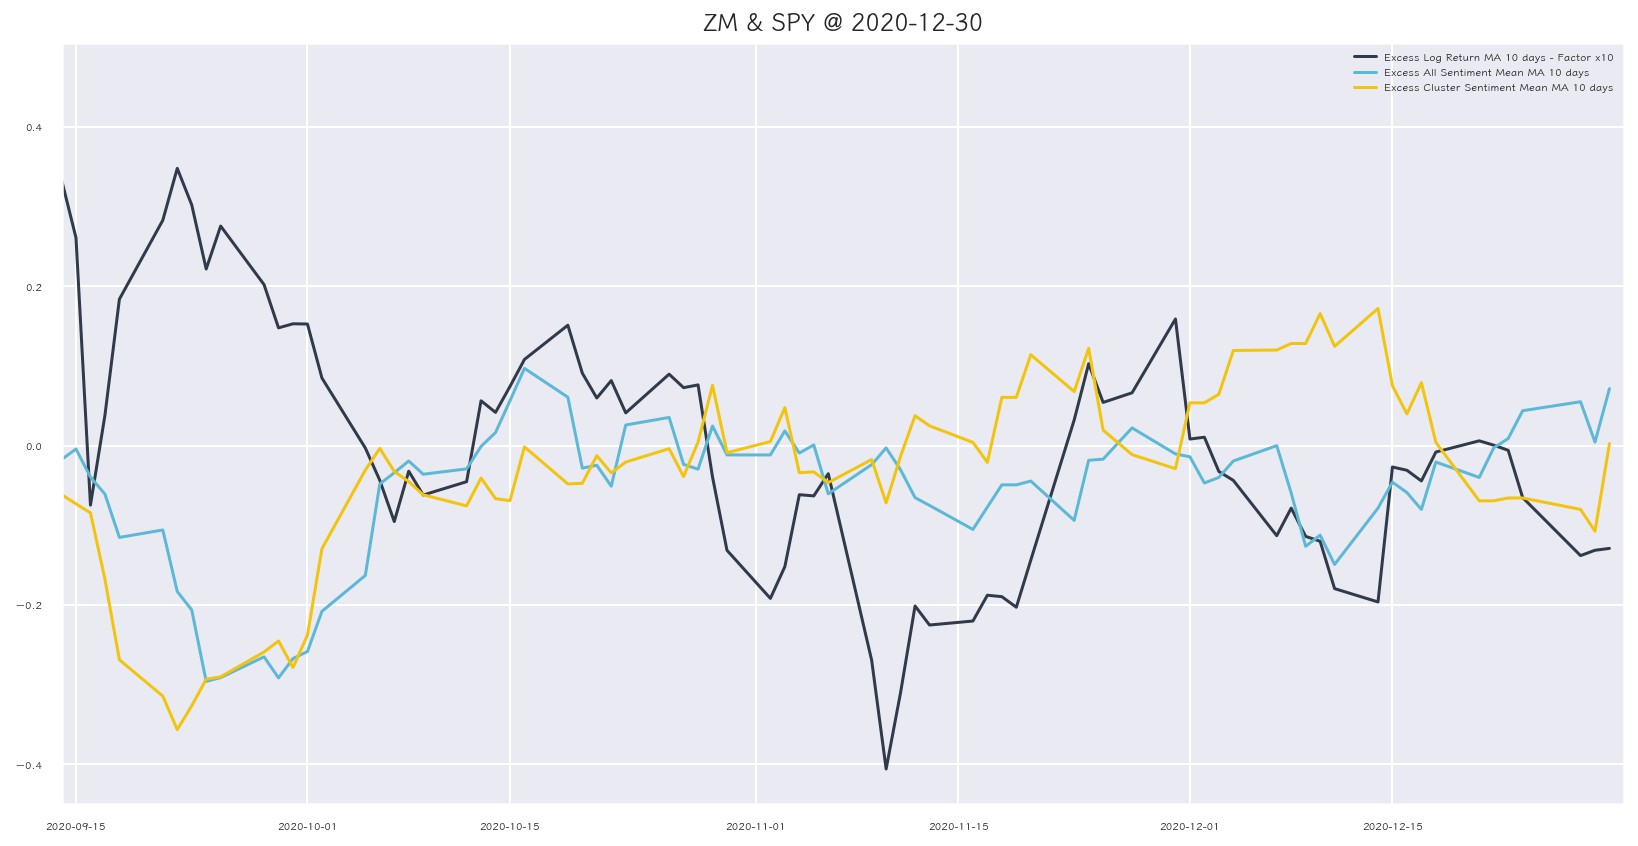 ZM & SPY @ 2020-12-30
Excess Log Return MA 10 days - Factor x10
Excess All Sentiment Mean MA 10 days
Excess Cluster Sentiment Mean MA 10 days
0.4
0.2
0.0
−0.2
−0.4
2020-09-15 2020-10-01 2020-10-15 2020-11-01 2020-11-15 2020-12-01 2020-12-15